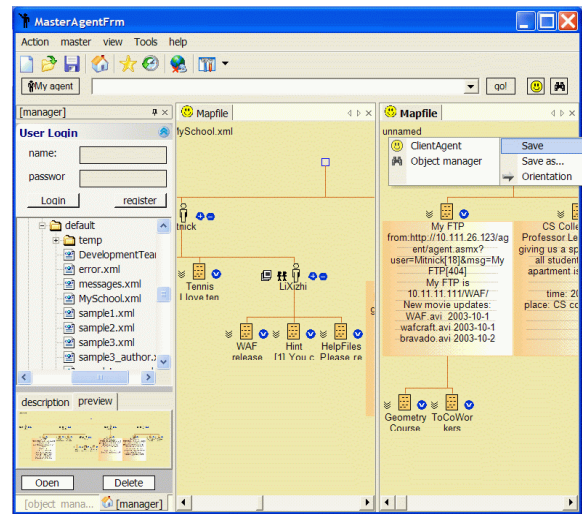 MasterAgentFrm
Action master view Tools help
My agent
go!
[manager]
User Login
name:
passwor
Login register
default
temp
DevelopmentTear
error.xml
messages.xml
MySchool.xml
sample1.xml
sample2.xml
sample3.xml
sample3_author.x
description preview
Open Delete
[object mana... [manager]
Mapfile
MySchool.xml
tnick
Tennis
I love ten
LiXizhi
WAF
release
Hint
[1] You c
HelpFiles
Please re
Mapfile
unnamed
ClientAgent
Object manager
Save
Save as...
Orientation
My FTP
from:http://10.111.26.123/ag
ent/agent.asmx?
user=Mitnick[18]&msg=My
FTP[404]
My FTP is
10.11.11.111/WAF/
New movie updates:
WAF.avi 2003-10-1
wafcraft.avi 2003-10-1
bravado.avi 2003-10-2
CS Colle
Professor Le
giving us a sp
all student
apartment is
time: 20
place: CS co
Geometry
Course
ToCoWor
kers